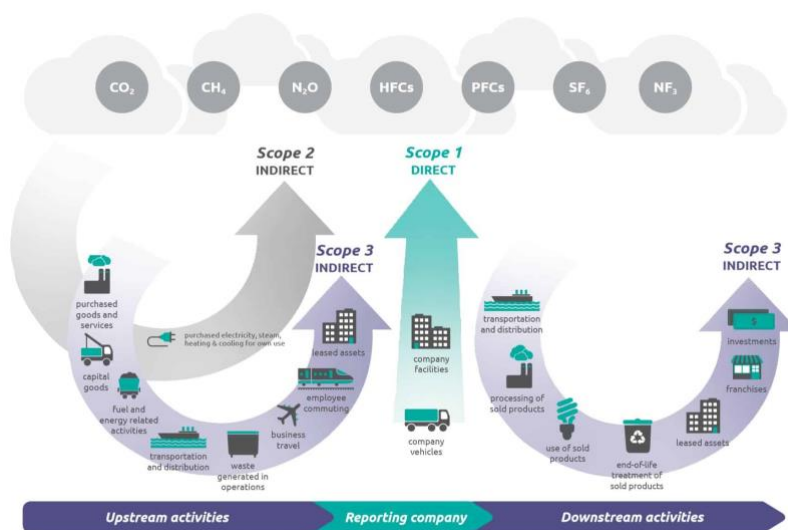 CO₂
CH₄
N₂O
HFCs
PFCs
SF₆
NF₃
Scope 2
INDIRECT
Scope 1
DIRECT
Scope 3
INDIRECT
Scope 3
INDIRECT
purchased
goods and
services
capital
goods
fuel and
energy related
activities
transportation
and distribution
waste
generated in
operations
business
travel
employee
commuting
leased assets
purchased electricity, steam,
heating & cooling for own use
company
facilities
company
vehicles
transportation
and distribution
processing of
sold products
use of sold
products
end-of-life
treatment of
sold products
leased assets
franchises
$
investments
Upstream activities
Reporting company
Downstream activities